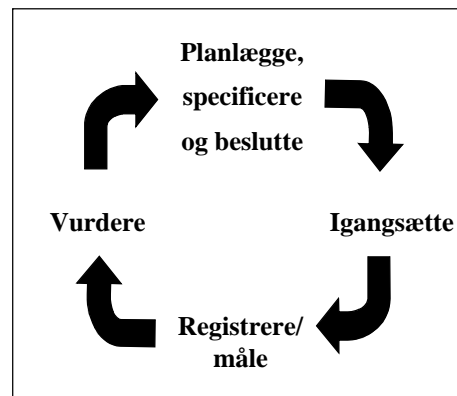 Planlægge,
specificere
og beslutte
Vurdere
Igangsætte
Registrere/
måle